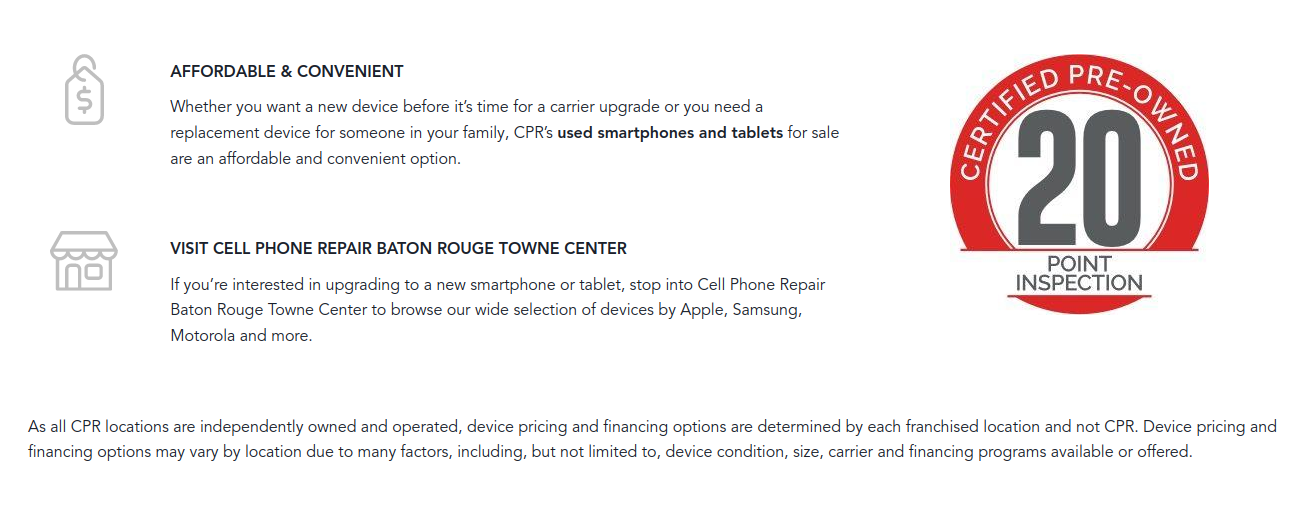 AFFORDABLE & CONVENIENT
Whether you want a new device before it’s time for a carrier upgrade or you need a
replacement device for someone in your family, CPR’s used smartphones and tablets for sale
are an affordable and convenient option.
VISIT CELL PHONE REPAIR BATON ROUGE TOWNE CENTER
If you’re interested in upgrading to a new smartphone or tablet, stop into Cell Phone Repair
Baton Rouge Towne Center to browse our wide selection of devices by Apple, Samsung,
Motorola and more.
CERTIFIED PRE-OWNED
20
POINT
INSPECTION
As all CPR locations are independently owned and operated, device pricing and financing options are determined by each franchised location and not CPR. Device pricing and
financing options may vary by location due to many factors, including, but not limited to, device condition, size, carrier and financing programs available or offered.
$